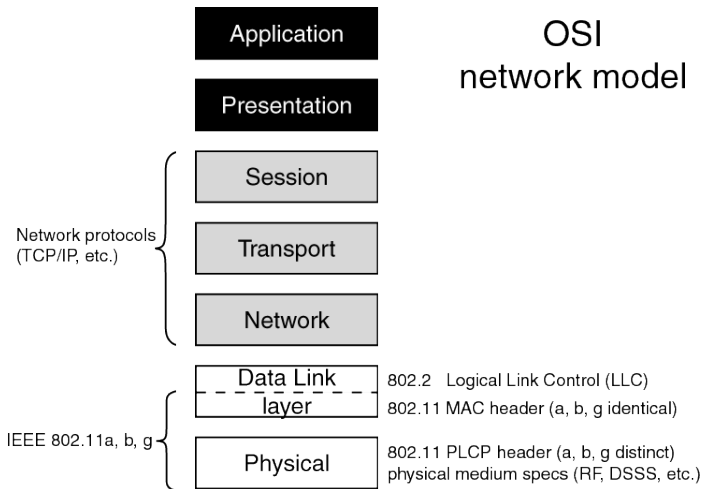 Application
OSI
network model
Presentation
Session
Network protocols
(TCP/IP, etc.)
Transport
Network
Data Link
layer
802.2 Logical Link Control (LLC)
802.11 MAC header (a, b, g identical)
IEEE 802.11a, b, g
Physical
802.11 PLCP header (a, b, g distinct)
physical medium specs (RF, DSSS, etc.)